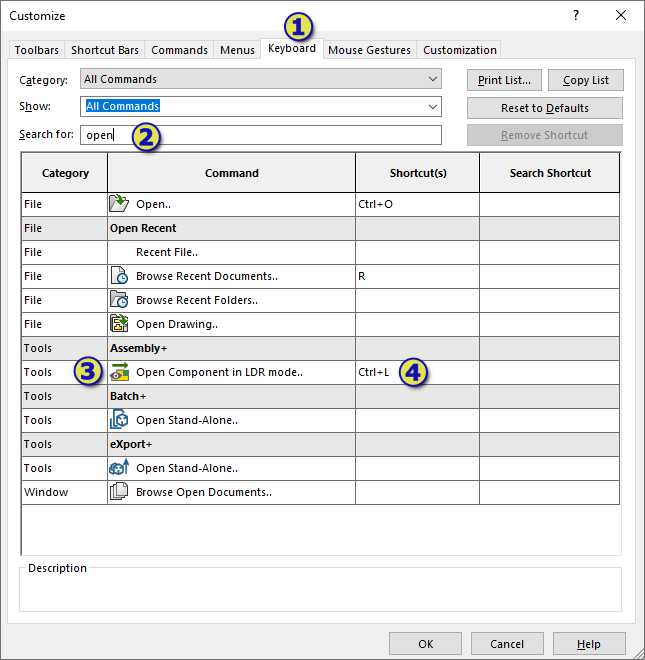 Customize ? ✕
1
Toolbars Shortcut Bars Commands Menus Keyboard Mouse Gestures Customization
Category: All Commands Print List... Copy List
Show: All Commands Reset to Defaults
Search for: open 2 Remove Shortcut
Category Command Shortcut(s) Search Shortcut
File Open.. Ctrl+O
File Open Recent
File Recent File..
File Browse Recent Documents.. R
File Browse Recent Folders..
File Open Drawing..
Tools Assembly+
Tools 3 Open Component in LDR mode.. Ctrl+L 4
Tools Batch+
Tools Open Stand-Alone..
Tools eXport+
Tools Open Stand-Alone..
Window Browse Open Documents..
Description
OK Cancel Help